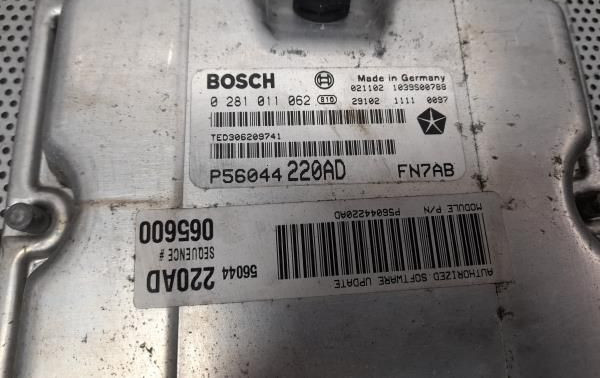 BOSCH
Made in Germany
0 281 011 062 810
021102 1039S00788
29102 1111 0097
TED306209741
P56044 220AD FN7AB
AUTHORIZED SOFTWARE UPDATE
MODULE P/N P56044220AD
56044
220AD
SEQUENCE #
065600